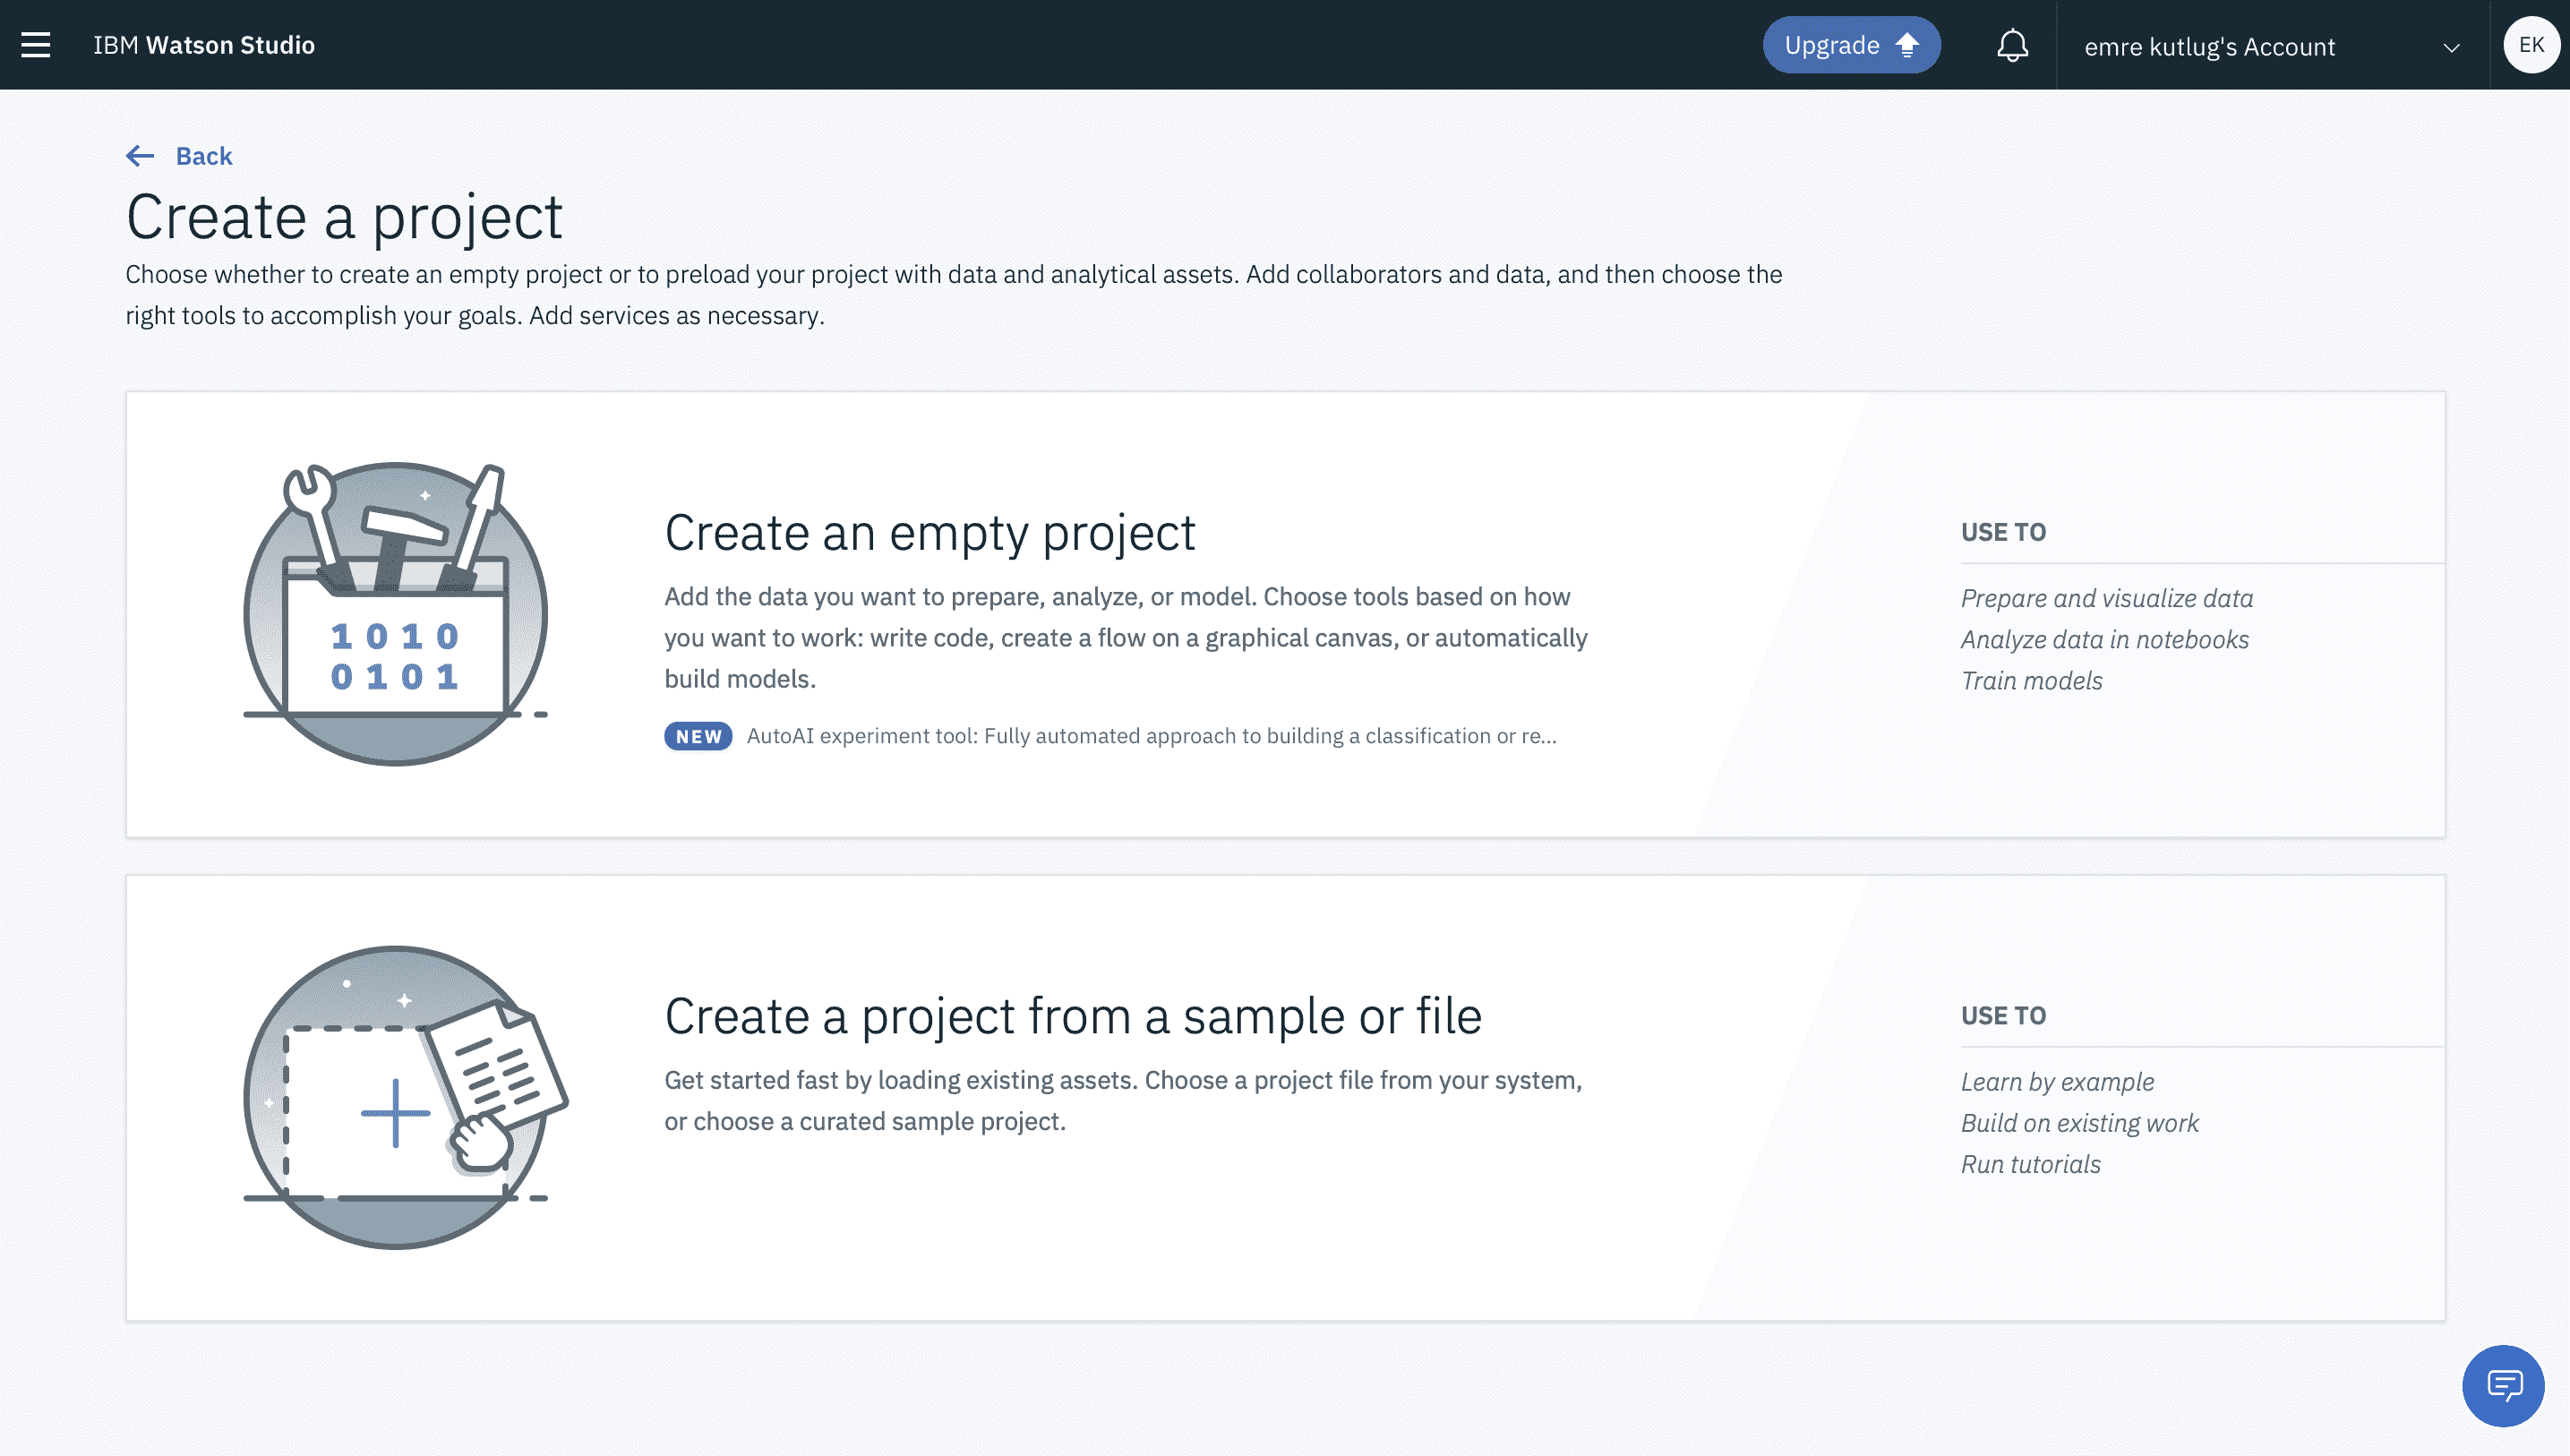 IBM Watson Studio
Upgrade
emre kutlug's Account
EK
Back
Create a project
Choose whether to create an empty project or to preload your project with data and analytical assets. Add collaborators and data, and then choose the
right tools to accomplish your goals. Add services as necessary.
1 0 1 0
0 1 0 1
Create an empty project
Add the data you want to prepare, analyze, or model. Choose tools based on how
you want to work: write code, create a flow on a graphical canvas, or automatically
build models.
NEW AutoAI experiment tool: Fully automated approach to building a classification or re...
USE TO
Prepare and visualize data
Analyze data in notebooks
Train models
Create a project from a sample or file
Get started fast by loading existing assets. Choose a project file from your system,
or choose a curated sample project.
USE TO
Learn by example
Build on existing work
Run tutorials